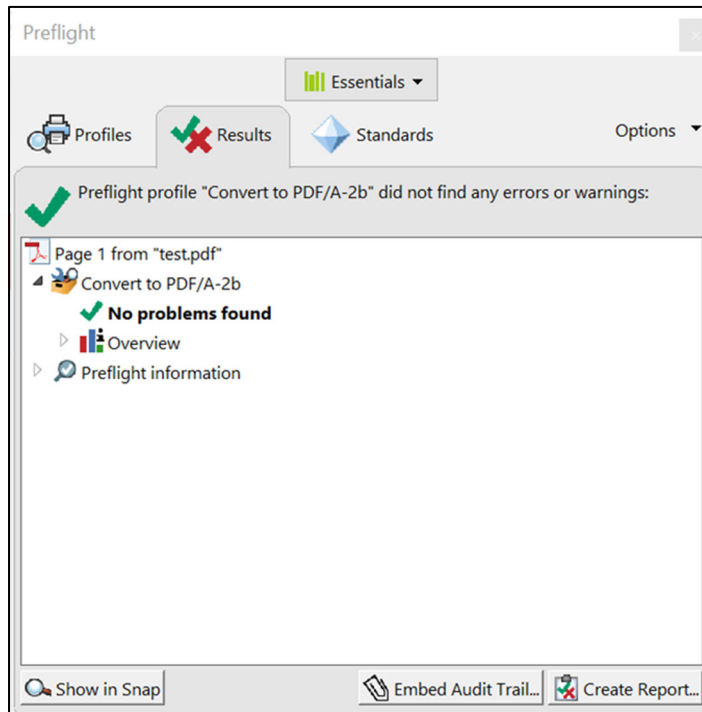 Preflight
Essentials
Profiles Results Standards Options
Preflight profile "Convert to PDF/A-2b" did not find any errors or warnings:
Page 1 from "test.pdf"
Convert to PDF/A-2b
No problems found
Overview
Preflight information
Show in Snap Embed Audit Trail... Create Report...